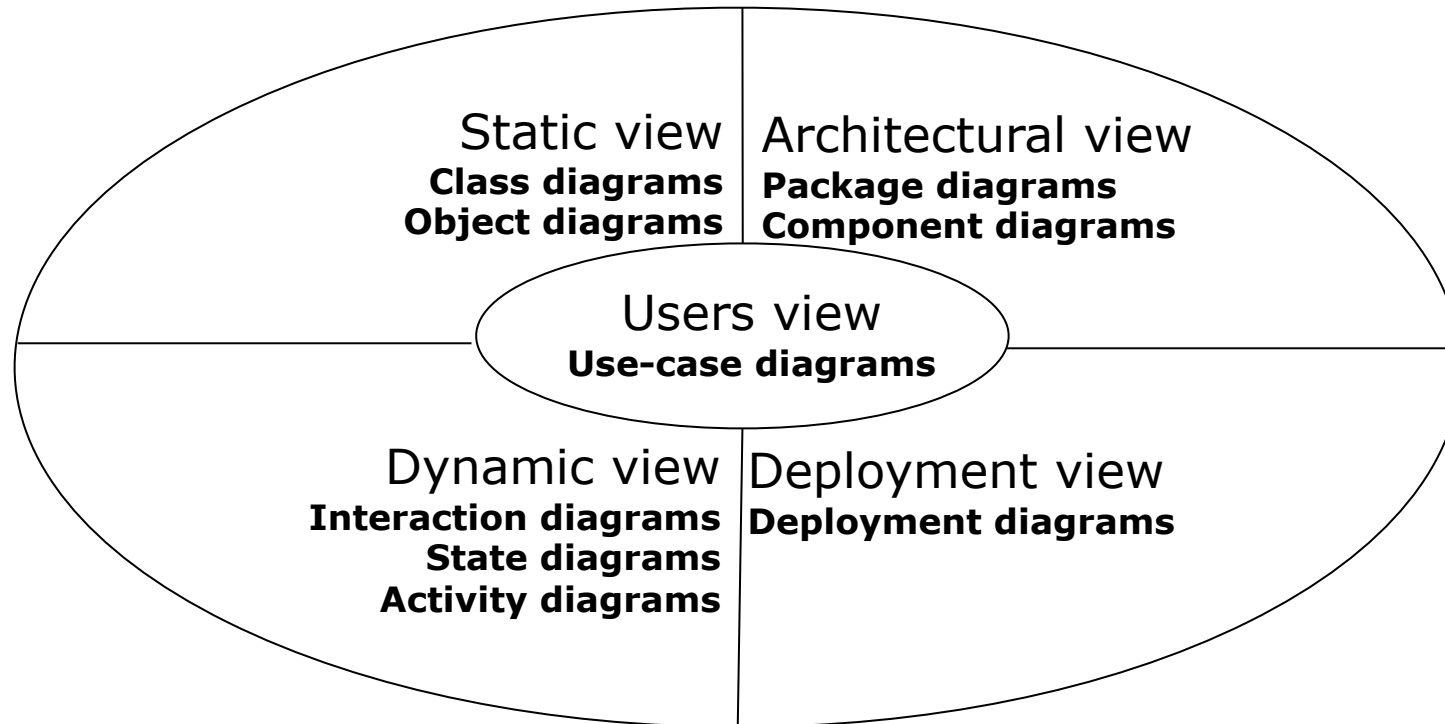 Static view
Class diagrams
Object diagrams
Architectural view
Package diagrams
Component diagrams
Users view
Use-case diagrams
Dynamic view
Interaction diagrams
State diagrams
Activity diagrams
Deployment view
Deployment diagrams